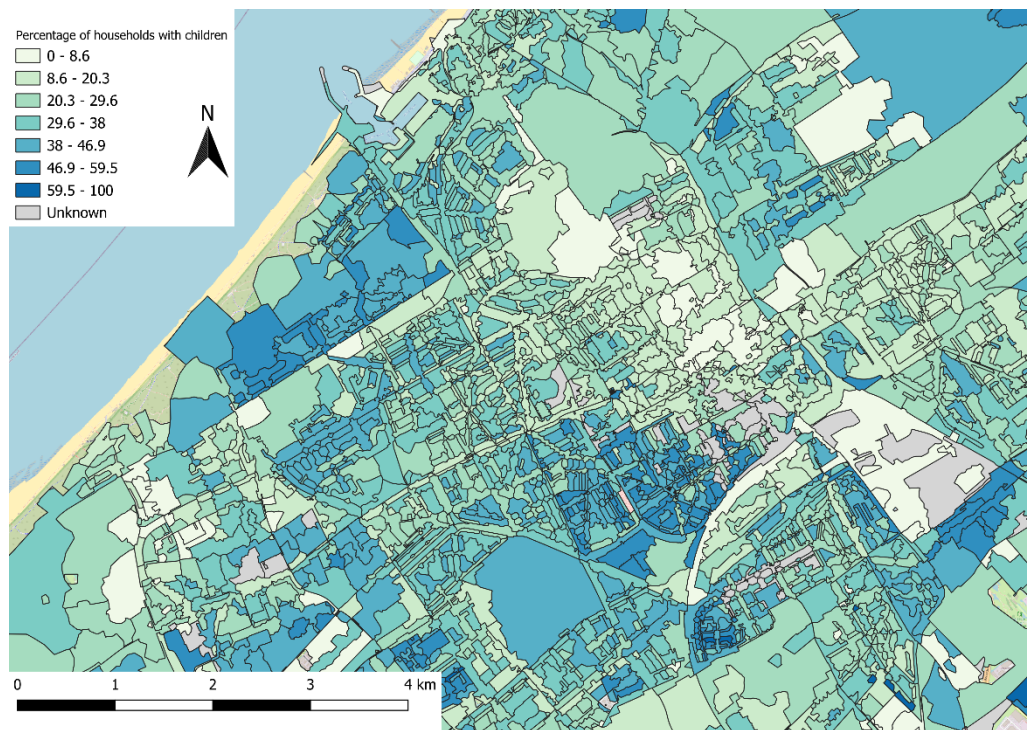 Percentage of households with children
0 - 8.6
8.6 - 20.3
20.3 - 29.6
29.6 - 38
38 - 46.9
46.9 - 59.5
59.5 - 100
Unknown
N
0 1 2 3 4 km